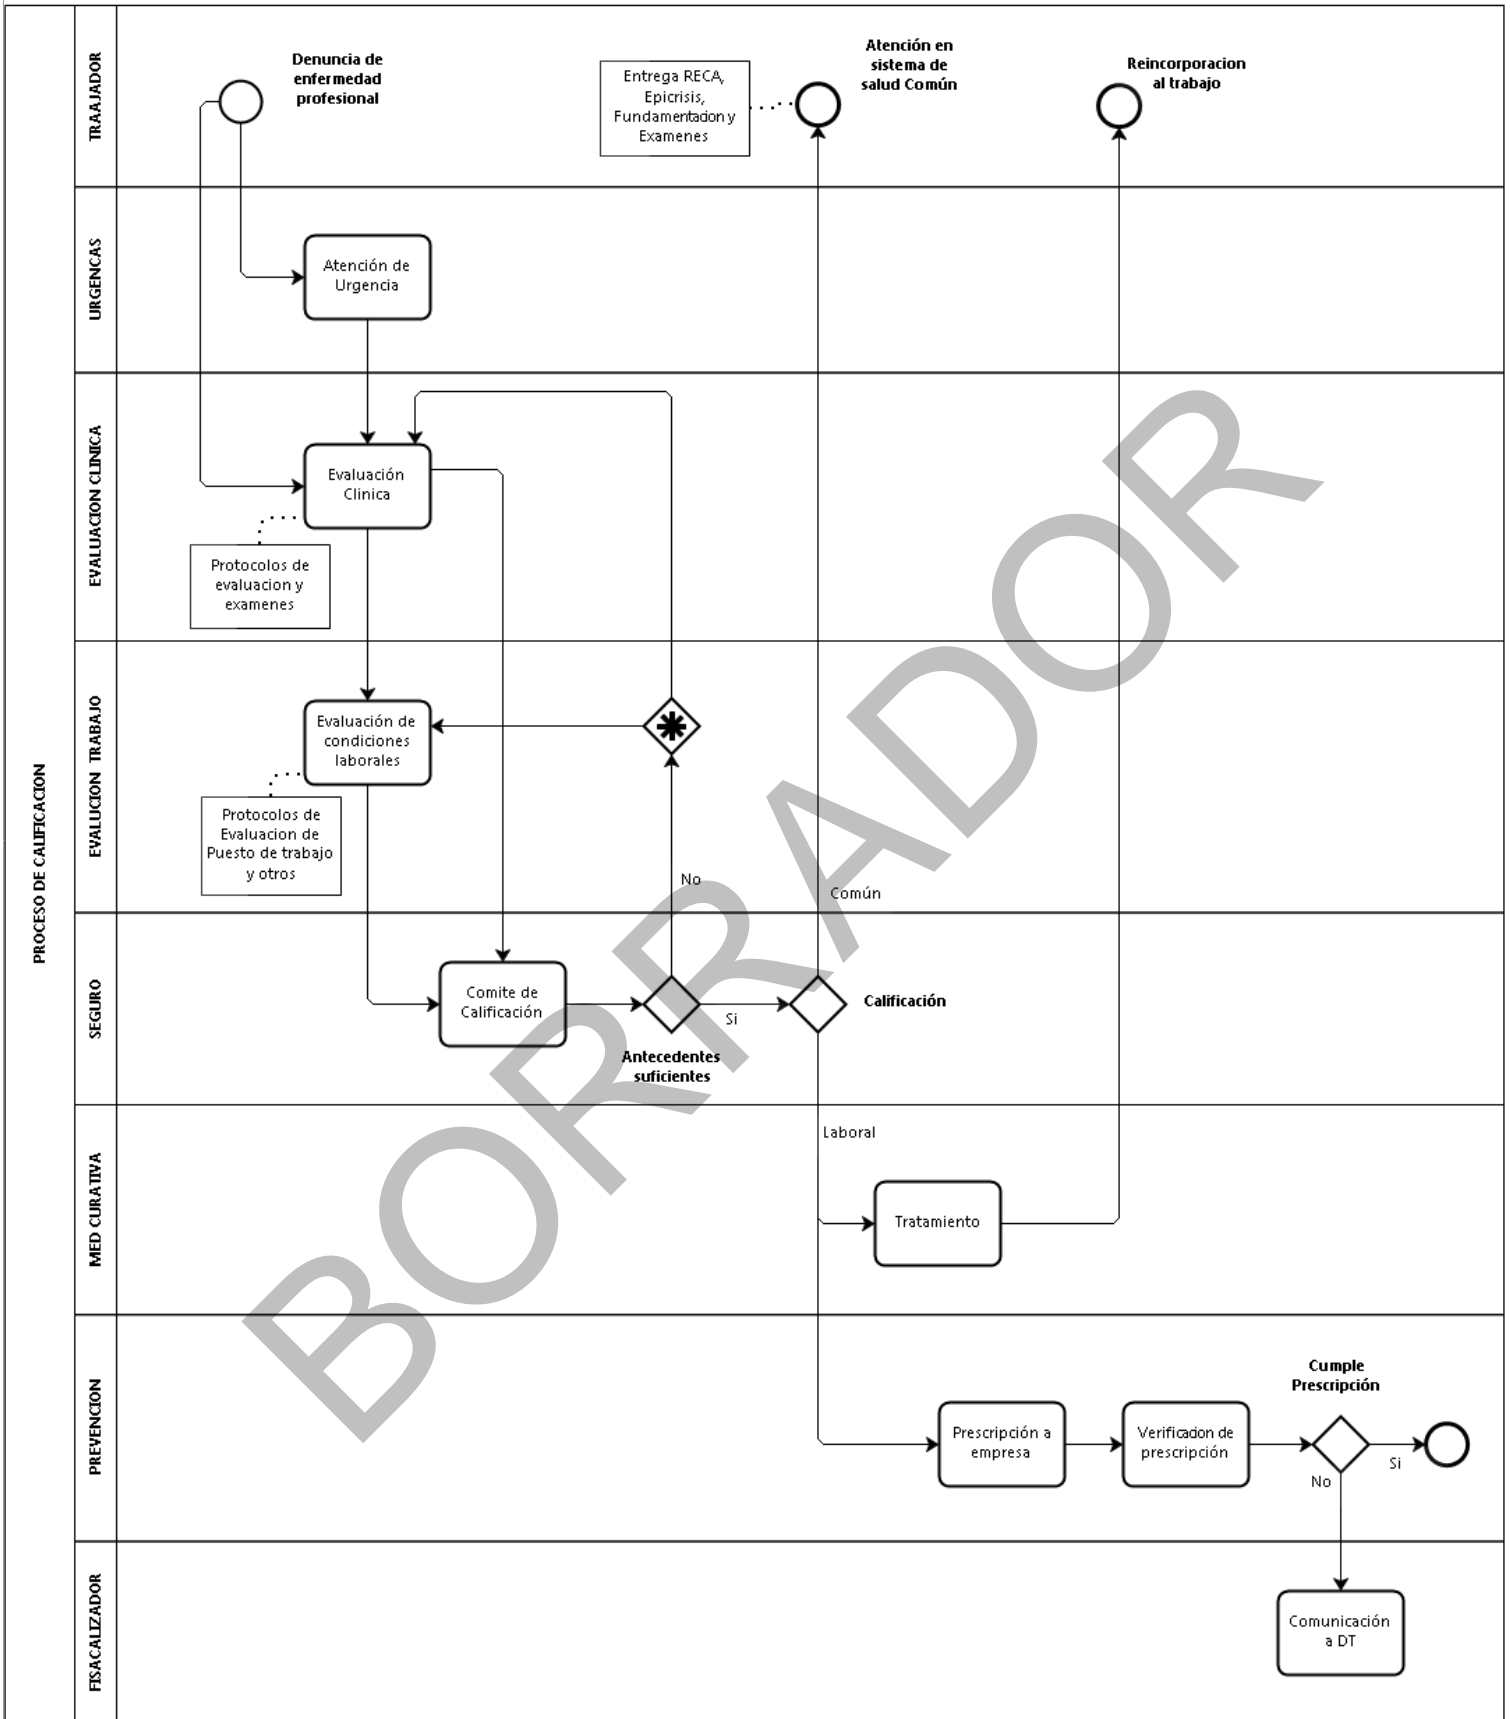 PROCESO DE CALIFICACION
TRAAJADOR
Denuncia de
enfermedad
profesional
Entrega RECA,
Epicrisis,
Fundamentacion y
Examenes
Atención en
sistema de
salud Común
Reincorporacion
al trabajo
URGENCAS
Atención de
Urgencia
EVALUACION CLINICA
Evaluación
Clinica
Protocolos de
evaluacion y
examenes
EVALUCION TRABAJO
Evaluación de
condiciones
laborales
Protocolos de
Evaluacion de
Puesto de trabajo
y otros
No
Común
SEGURO
Comite de
Calificación
Si
Antecedentes
suficientes
Calificación
MED CURATIVA
Laboral
Tratamiento
PREVENCION
Prescripción a
empresa
Verificacion de
prescripción
Cumple
Prescripción
Si
No
FISACALIZADOR
Comunicación
a DT
BORRADOR